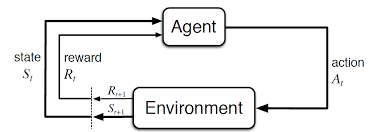 Agent
state
S_t
reward
R_t
action
A_t
R_{t+1}
S_{t+1}
Environment